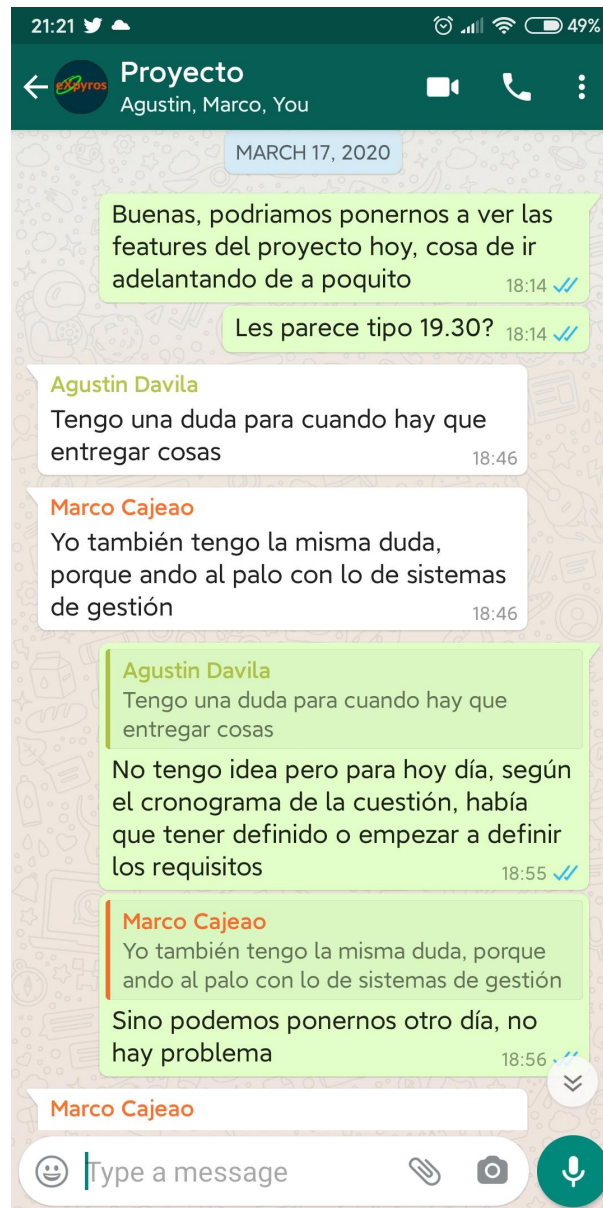 21:21
49%
eXpyros
Proyecto
Agustin, Marco, You
MARCH 17, 2020
Buenas, podriamos ponernos a ver las
features del proyecto hoy, cosa de ir
adelantando de a poquito
18:14
Les parece tipo 19.30?
18:14
Agustin Davila
Tengo una duda para cuando hay que
entregar cosas
18:46
Marco Cajeao
Yo también tengo la misma duda,
porque ando al palo con lo de sistemas
de gestión
18:46
Agustin Davila
Tengo una duda para cuando hay que
entregar cosas
No tengo idea pero para hoy día, según
el cronograma de la cuestión, había
que tener definido o empezar a definir
los requisitos
18:55
Marco Cajeao
Yo también tengo la misma duda, porque
ando al palo con lo de sistemas de gestión
Sino podemos ponernos otro día, no
hay problema
18:56
Marco Cajeao
Type a message